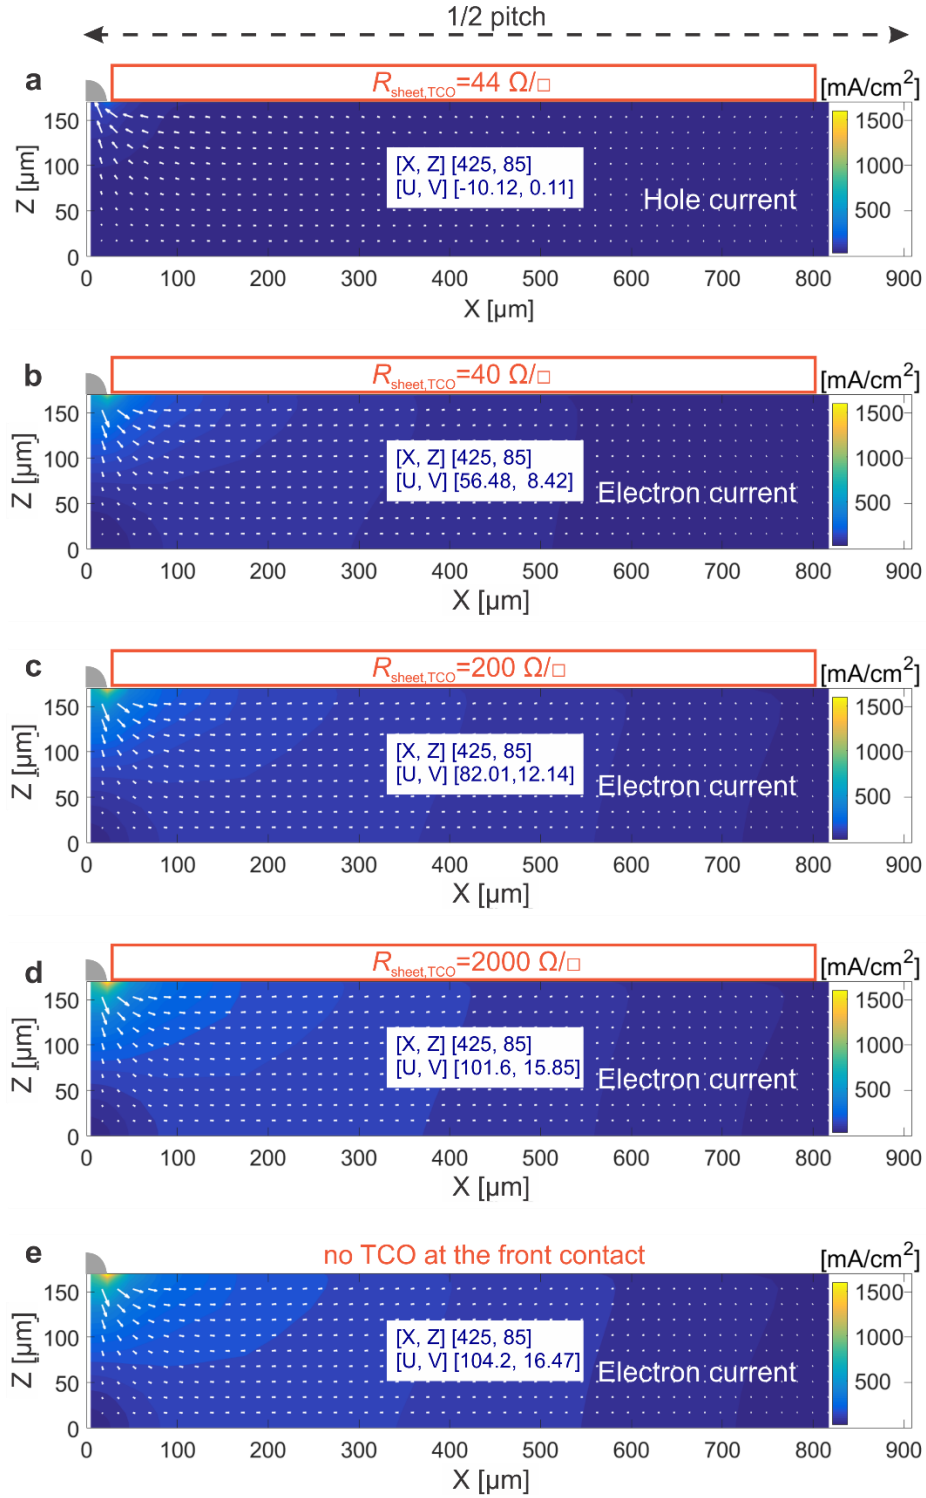 1/2 pitch
a
Rsheet,TCO=44 Ω/□
[mA/cm²]
Z [µm]
150
100
50
0
[X, Z] [425, 85]
[U, V] [-10.12, 0.11]
Hole current
1500
1000
500
0 100 200 300 400 500 600 700 800 900
X [µm]
b
Rsheet,TCO=40 Ω/□
[mA/cm²]
Z [µm]
150
100
50
0
[X, Z] [425, 85]
[U, V] [56.48, 8.42]
Electron current
1500
1000
500
0 100 200 300 400 500 600 700 800 900
X [µm]
c
Rsheet,TCO=200 Ω/□
[mA/cm²]
Z [µm]
150
100
50
0
[X, Z] [425, 85]
[U, V] [82.01,12.14]
Electron current
1500
1000
500
0 100 200 300 400 500 600 700 800 900
X [µm]
d
Rsheet,TCO=2000 Ω/□
[mA/cm²]
Z [µm]
150
100
50
0
[X, Z] [425, 85]
[U, V] [101.6, 15.85]
Electron current
1500
1000
500
0 100 200 300 400 500 600 700 800 900
X [µm]
e
no TCO at the front contact
[mA/cm²]
Z [µm]
150
100
50
0
[X, Z] [425, 85]
[U, V] [104.2, 16.47]
Electron current
1500
1000
500
0 100 200 300 400 500 600 700 800 900
X [µm]